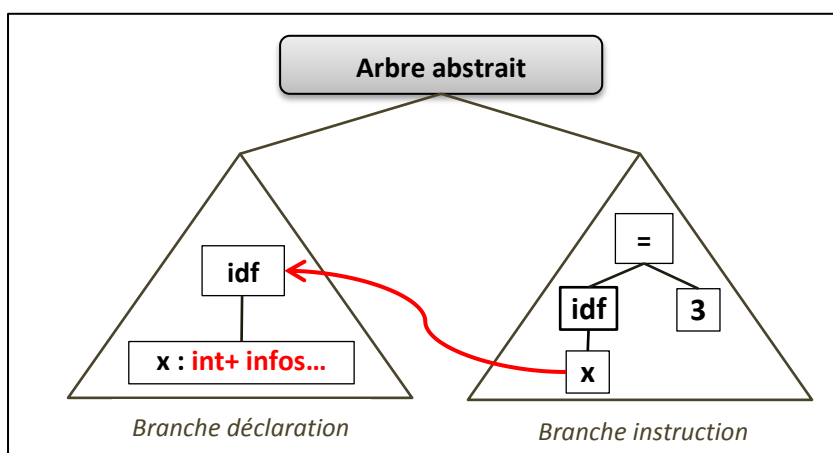 Arbre abstrait
idf
x : int+ infos...
Branche déclaration
=
idf
3
x
Branche instruction